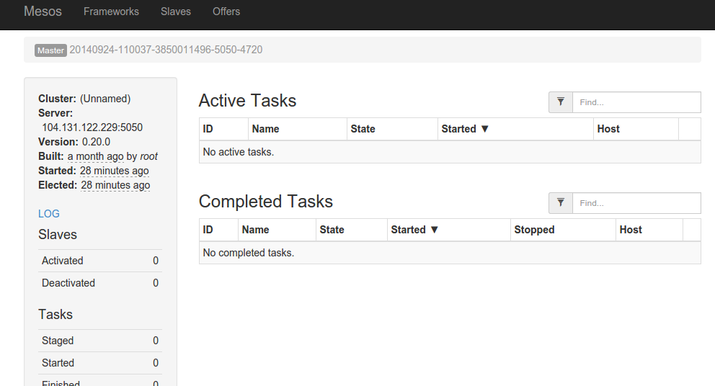 Mesos Frameworks Slaves Offers
Master 20140924-110037-3850011496-5050-4720
Cluster: (Unnamed)
Server:
104.131.122.229:5050
Version: 0.20.0
Built: a month ago by root
Started: 28 minutes ago
Elected: 28 minutes ago
LOG
Slaves
Activated 0
Deactivated 0
Tasks
Staged 0
Started 0
Finished 0
Active Tasks Find...
ID Name State Started ▼ Host
No active tasks.
Completed Tasks Find...
ID Name State Started ▼ Stopped Host
No completed tasks.